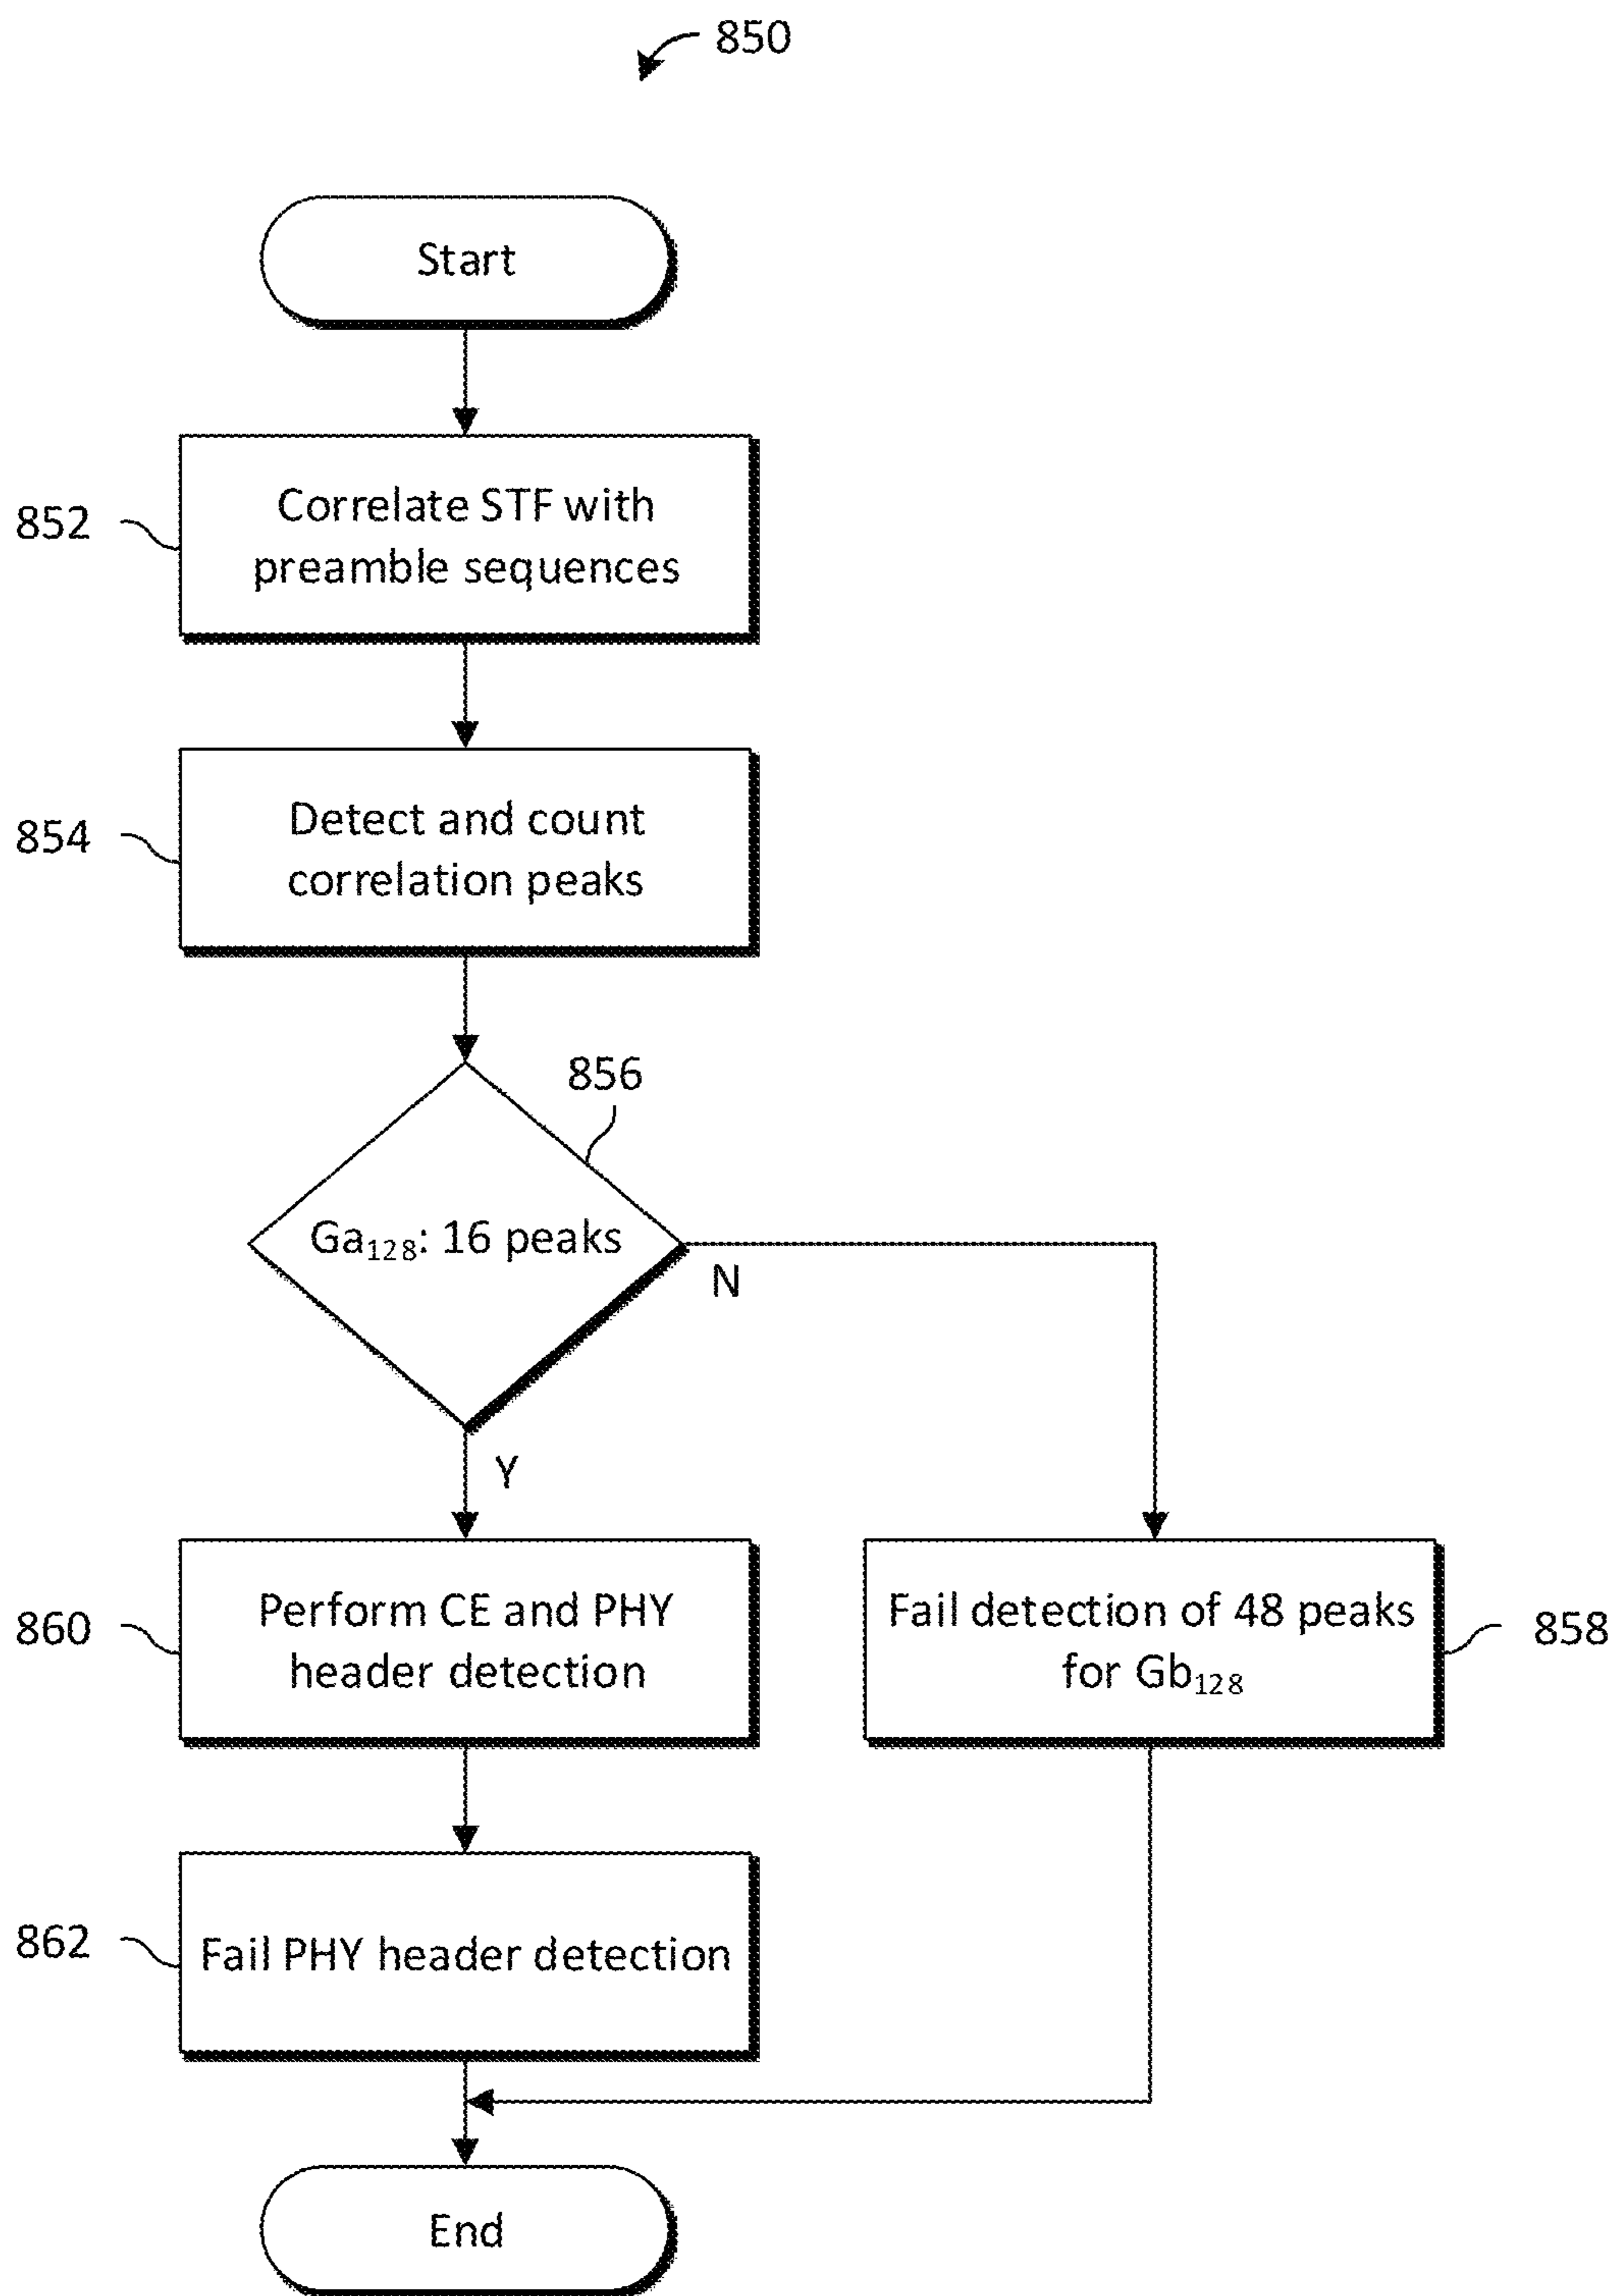 850
Start
852
Correlate STF with
preamble sequences
854
Detect and count
correlation peaks
856
Ga₁₂₈: 16 peaks
N
Y
860
Perform CE and PHY
header detection
Fail detection of 48 peaks
for Gb₁₂₈
858
862
Fail PHY header detection
End